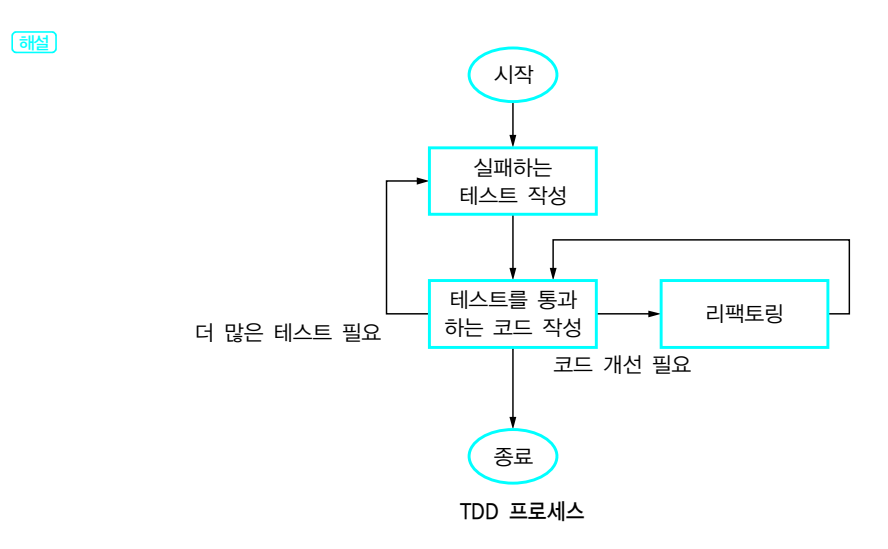 해설
시작
실패하는
테스트 작성
테스트를 통과
하는 코드 작성
리팩토링
더 많은 테스트 필요
코드 개선 필요
종료
TDD 프로세스